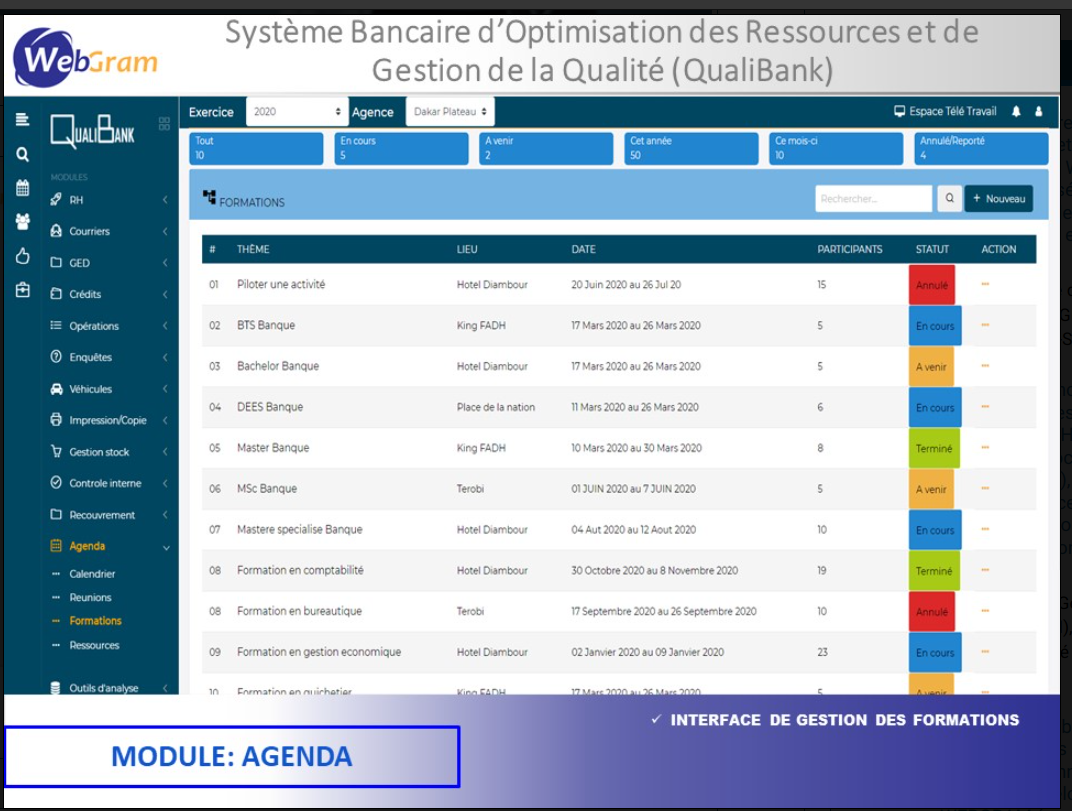 Système Bancaire d'Optimisation des Ressources et de
Gestion de la Qualité (QualiBank)
WebGram
QUALIBANK
Exercice 2020 Agence Dakar Plateau Espace Télé Travail
Tout En cours A venir Cet année Ce mois-ci Annulé/Reporté
10 5 2 50 10 4
MODULES
RH
Courriers
GED
Crédits
Opérations
Enquêtes
Véhicules
Impression/Copie
Gestion stock
Controle interne
Recouvrement
Agenda
Calendrier
Reunions
Formations
Ressources
Outils d'analyse
FORMATIONS Rechercher... + Nouveau
# THÈME LIEU DATE PARTICIPANTS STATUT ACTION
01 Piloter une activité Hotel Diambour 20 Juin 2020 au 26 Jul 20 15 Annulé
02 BTS Banque King FADH 17 Mars 2020 au 26 Mars 2020 5 En cours
03 Bachelor Banque Hotel Diambour 17 Mars 2020 au 26 Mars 2020 5 A venir
04 DEES Banque Place de la nation 11 Mars 2020 au 26 Mars 2020 6 En cours
05 Master Banque King FADH 10 Mars 2020 au 30 Mars 2020 8 Terminé
06 MSc Banque Terobi 01 JUIN 2020 au 7 JUIN 2020 5 A venir
07 Mastere specialise Banque Hotel Diambour 04 Aut 2020 au 12 Aout 2020 10 En cours
08 Formation en comptabilité Hotel Diambour 30 Octobre 2020 au 8 Novembre 2020 19 Terminé
08 Formation en bureautique Terobi 17 Septembre 2020 au 26 Septembre 2020 10 Annulé
09 Formation en gestion economique Hotel Diambour 02 Janvier 2020 au 09 Janvier 2020 23 En cours
10 Formation en guichetier King FADH 17 Mars 2020 au 26 Mars 2020 5 A venir
✓ INTERFACE DE GESTION DES FORMATIONS
MODULE: AGENDA